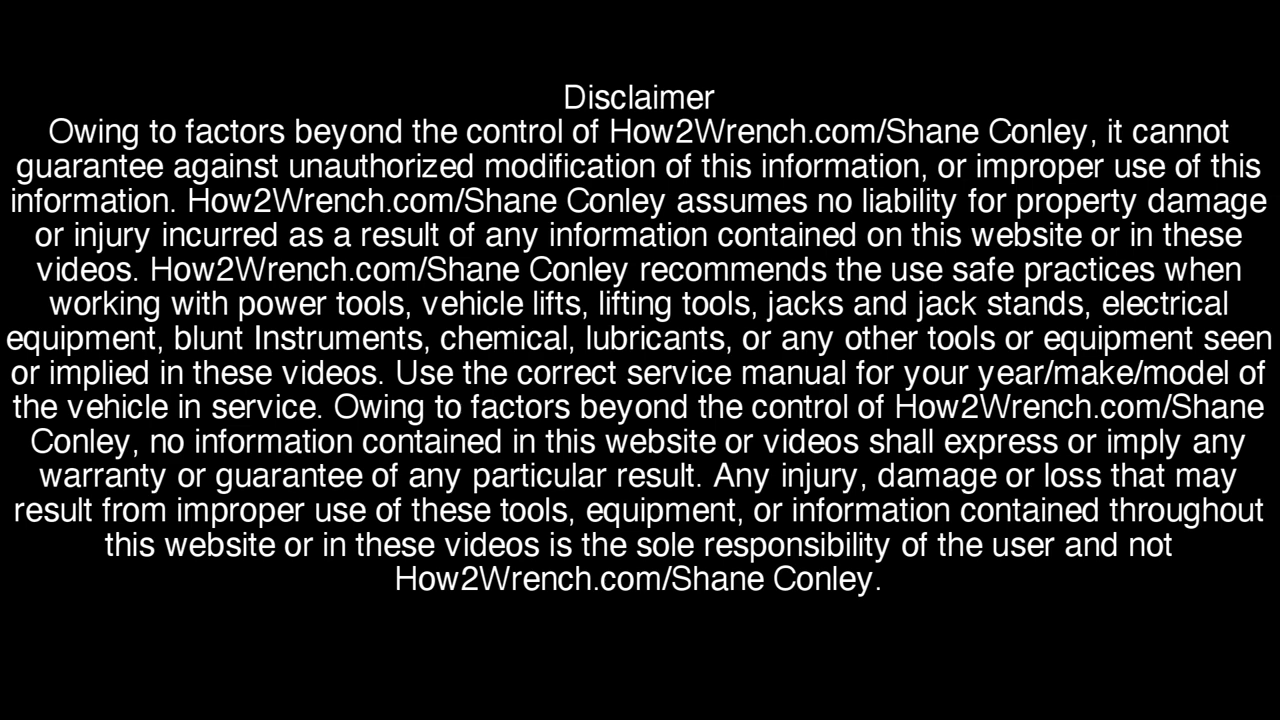 Disclaimer
Owing to factors beyond the control of How2Wrench.com/Shane Conley, it cannot
guarantee against unauthorized modification of this information, or improper use of this
information. How2Wrench.com/Shane Conley assumes no liability for property damage
or injury incurred as a result of any information contained on this website or in these
videos. How2Wrench.com/Shane Conley recommends the use safe practices when
working with power tools, vehicle lifts, lifting tools, jacks and jack stands, electrical
equipment, blunt Instruments, chemical, lubricants, or any other tools or equipment seen
or implied in these videos. Use the correct service manual for your year/make/model of
the vehicle in service. Owing to factors beyond the control of How2Wrench.com/Shane
Conley, no information contained in this website or videos shall express or imply any
warranty or guarantee of any particular result. Any injury, damage or loss that may
result from improper use of these tools, equipment, or information contained throughout
this website or in these videos is the sole responsibility of the user and not
How2Wrench.com/Shane Conley.